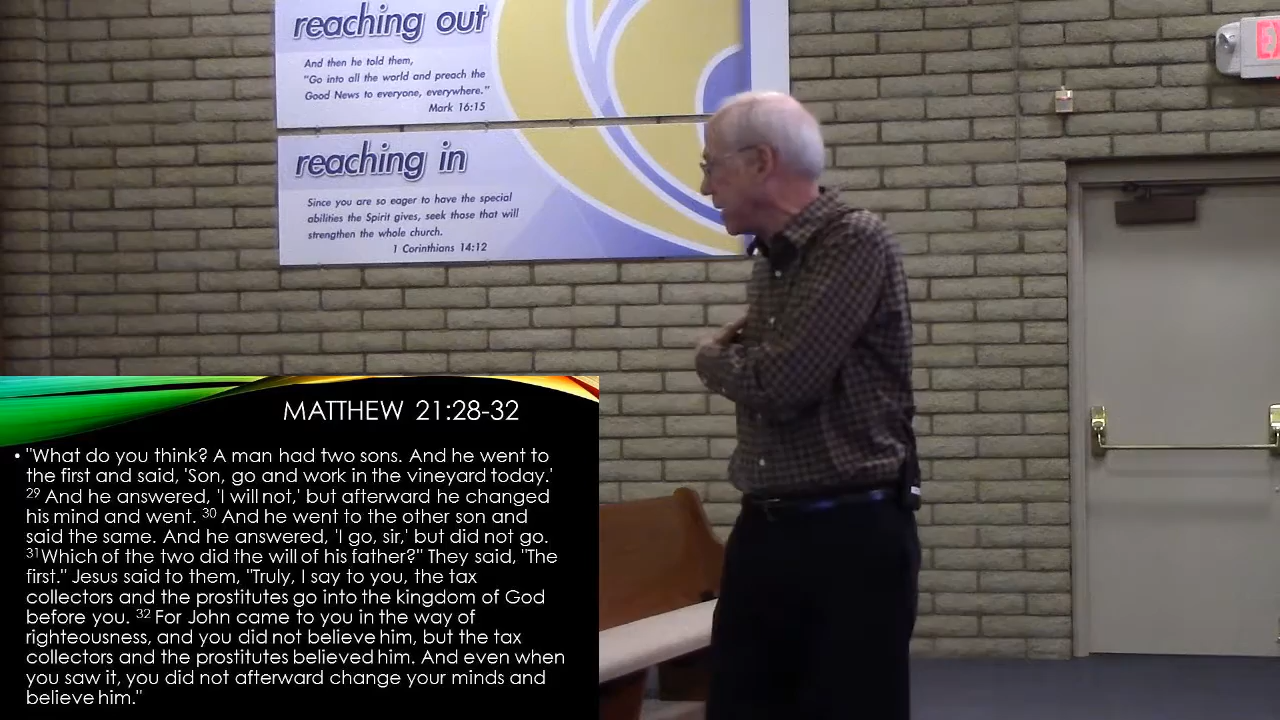 reaching out
And then he told them,
"Go into all the world and preach the
Good News to everyone, everywhere."
Mark 16:15
reaching in
Since you are so eager to have the special
abilities the Spirit gives, seek those that will
strengthen the whole church.
1 Corinthians 14:12
MATTHEW 21:28-32
• "What do you think? A man had two sons. And he went to
the first and said, 'Son, go and work in the vineyard today.'
29 And he answered, 'I will not,' but afterward he changed
his mind and went. 30 And he went to the other son and
said the same. And he answered, 'I go, sir,' but did not go.
31 Which of the two did the will of his father?" They said, "The
first." Jesus said to them, "Truly, I say to you, the tax
collectors and the prostitutes go into the kingdom of God
before you. 32 For John came to you in the way of
righteousness, and you did not believe him, but the tax
collectors and the prostitutes believed him. And even when
you saw it, you did not afterward change your minds and
believe him."